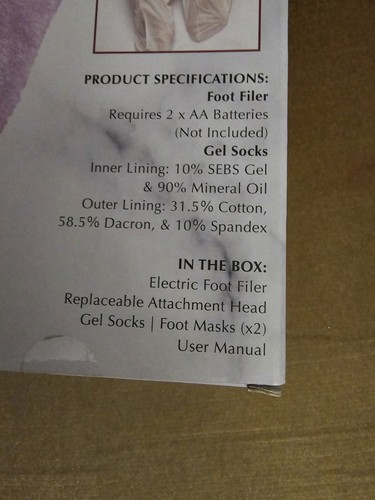 PRODUCT SPECIFICATIONS:
Foot Filer
Requires 2 x AA Batteries
(Not Included)
Gel Socks
Inner Lining: 10% SEBS Gel
& 90% Mineral Oil
Outer Lining: 31.5% Cotton,
58.5% Dacron, & 10% Spandex
IN THE BOX:
Electric Foot Filer
Replaceable Attachment Head
Gel Socks | Foot Masks (x2)
User Manual